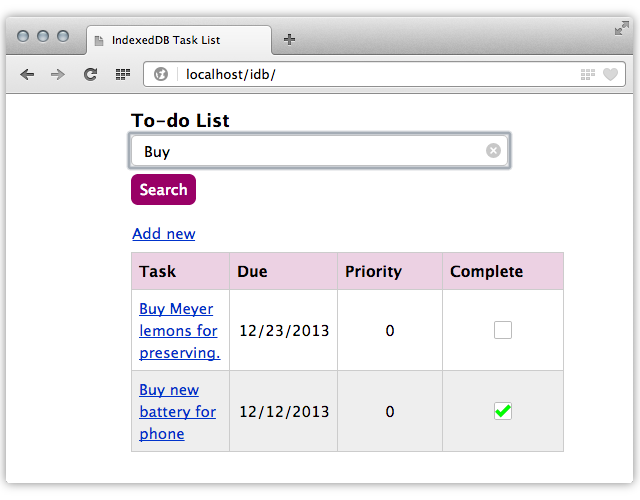 IndexedDB Task List
localhost/idb/
To-do List
Buy
Search
Add new
Task Due Priority Complete
Buy Meyer
lemons for
preserving.
12/23/2013 0
Buy new
battery for
phone
12/12/2013 0